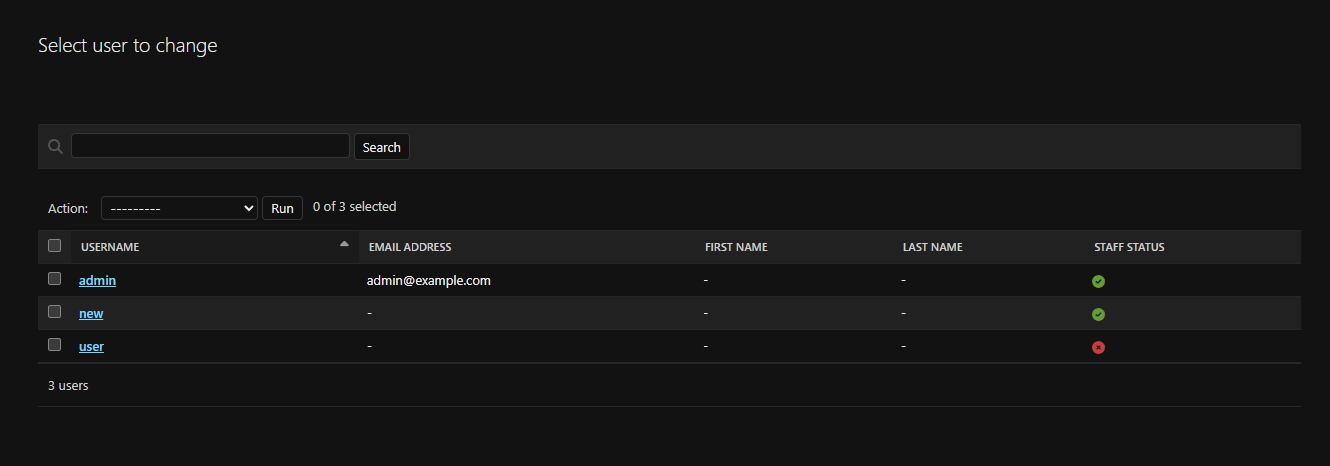 Select user to change
Search
Action: --------- Run 0 of 3 selected
USERNAME EMAIL ADDRESS FIRST NAME LAST NAME STAFF STATUS
admin admin@example.com - -
new - - -
user - - -
3 users